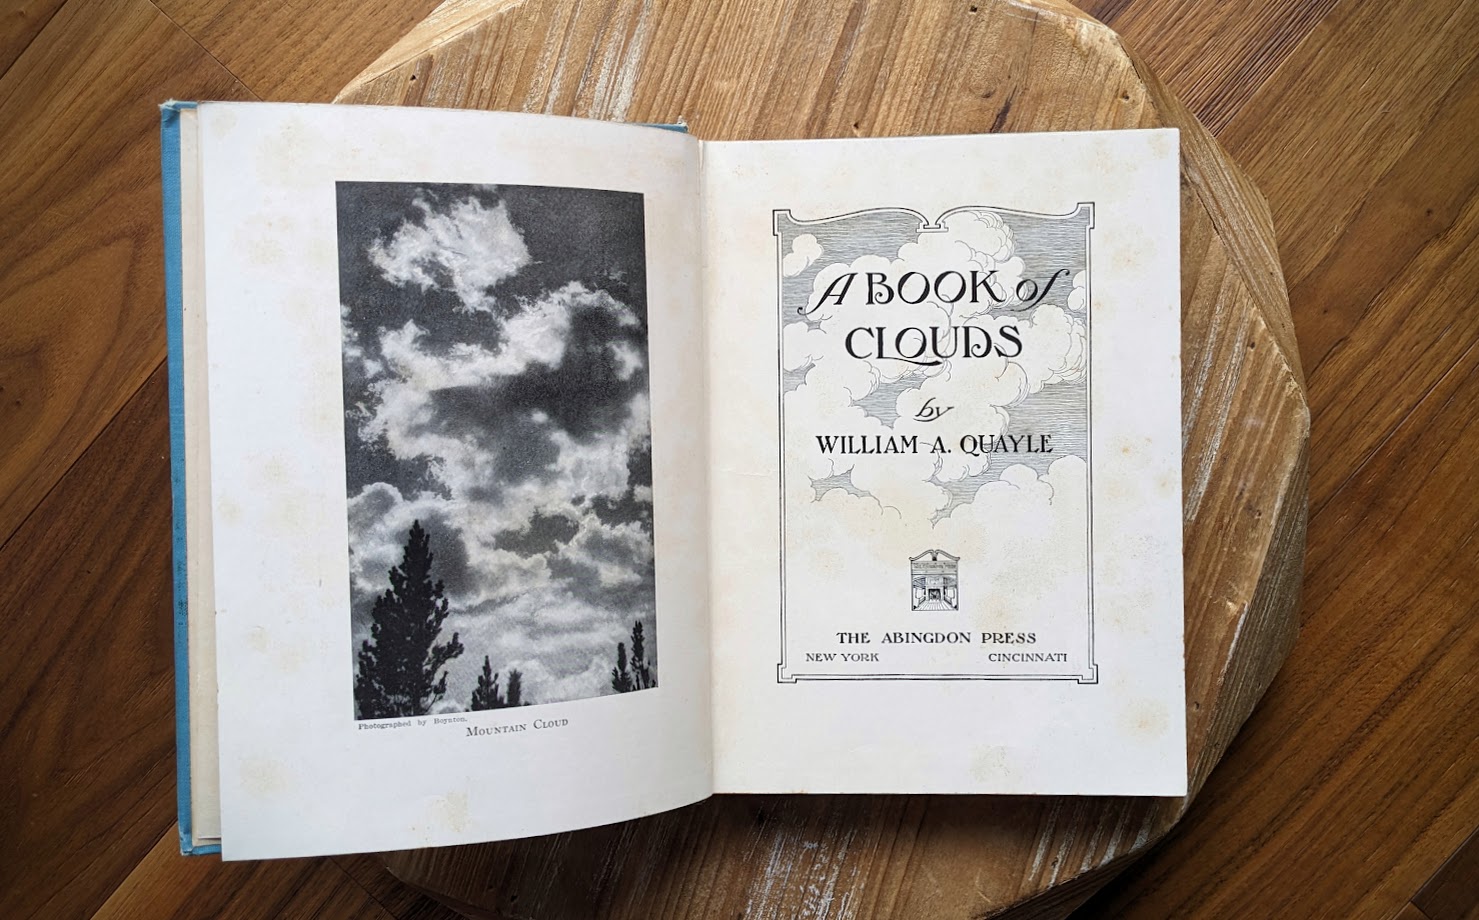 Photographed by Boynton.
MOUNTAIN CLOUD
A BOOK of
CLOUDS
by
WILLIAM A. QUAYLE
THE ABINGDON PRESS
NEW YORK CINCINNATI